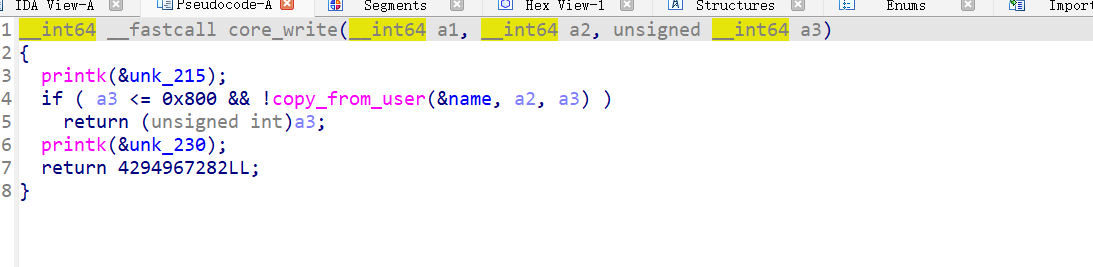 IDA View-A Pseudocode-A Segments Hex View-1 Structures Enums Import
1 __int64 __fastcall core_write(__int64 a1, __int64 a2, unsigned __int64 a3)
2 {
3 printk(&unk_215);
4 if ( a3 <= 0x800 && !copy_from_user(&name, a2, a3) )
5 return (unsigned int)a3;
6 printk(&unk_230);
7 return 4294967282LL;
8 }